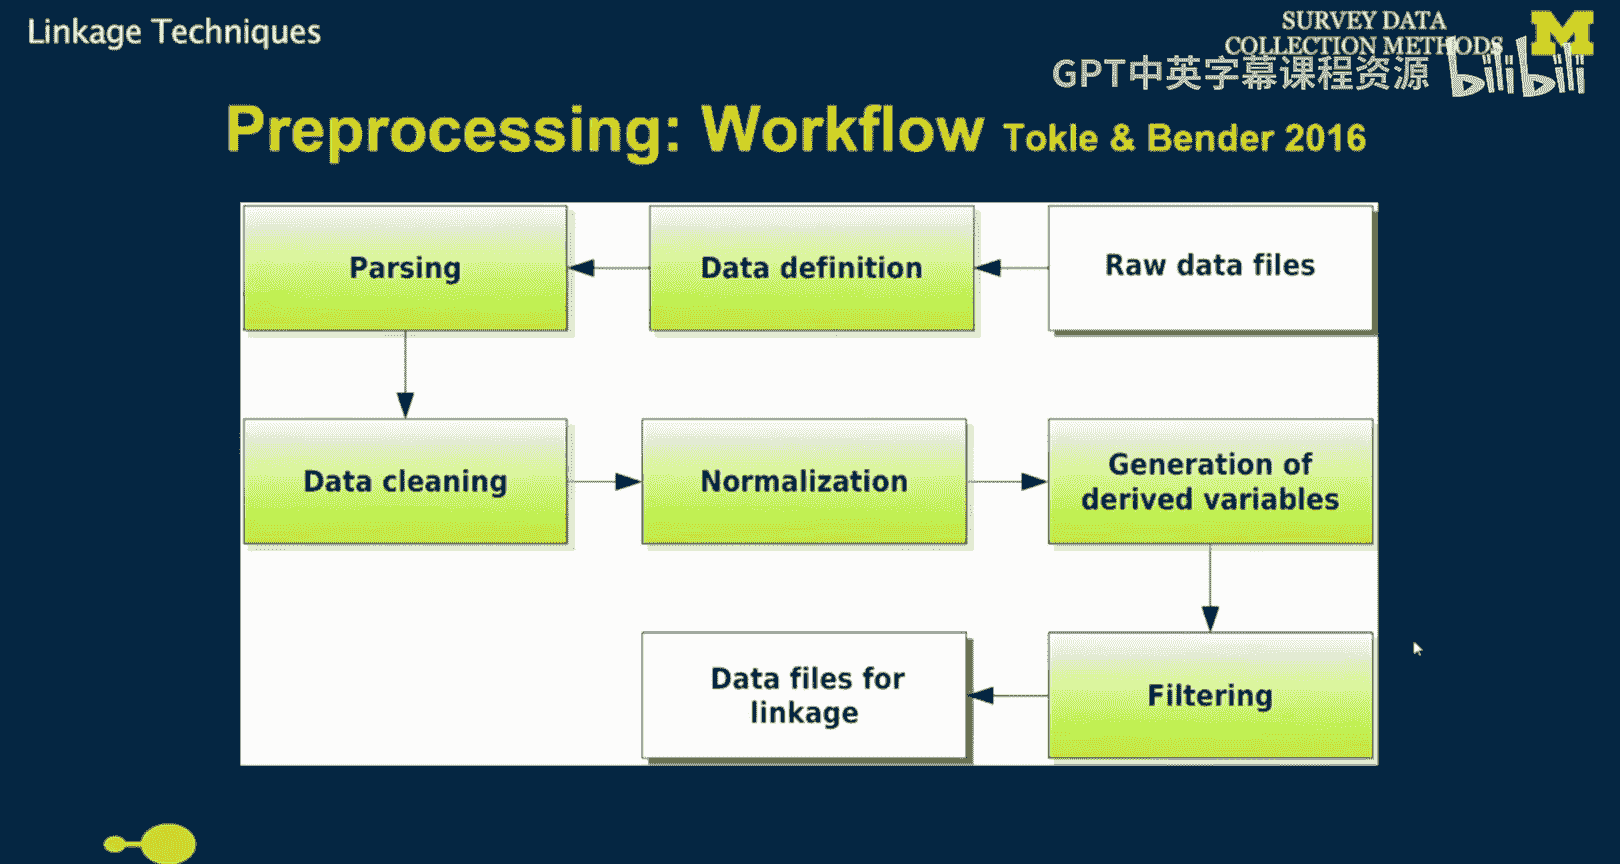 Linkage Techniques
SURVEY DATA
COLLECTION METHODS
M
GPT中英字幕课程资源
bilibili
Preprocessing: Workflow Tokle & Bender 2016
Parsing
Data definition
Raw data files
Data cleaning
Normalization
Generation of
derived variables
Data files for
linkage
Filtering